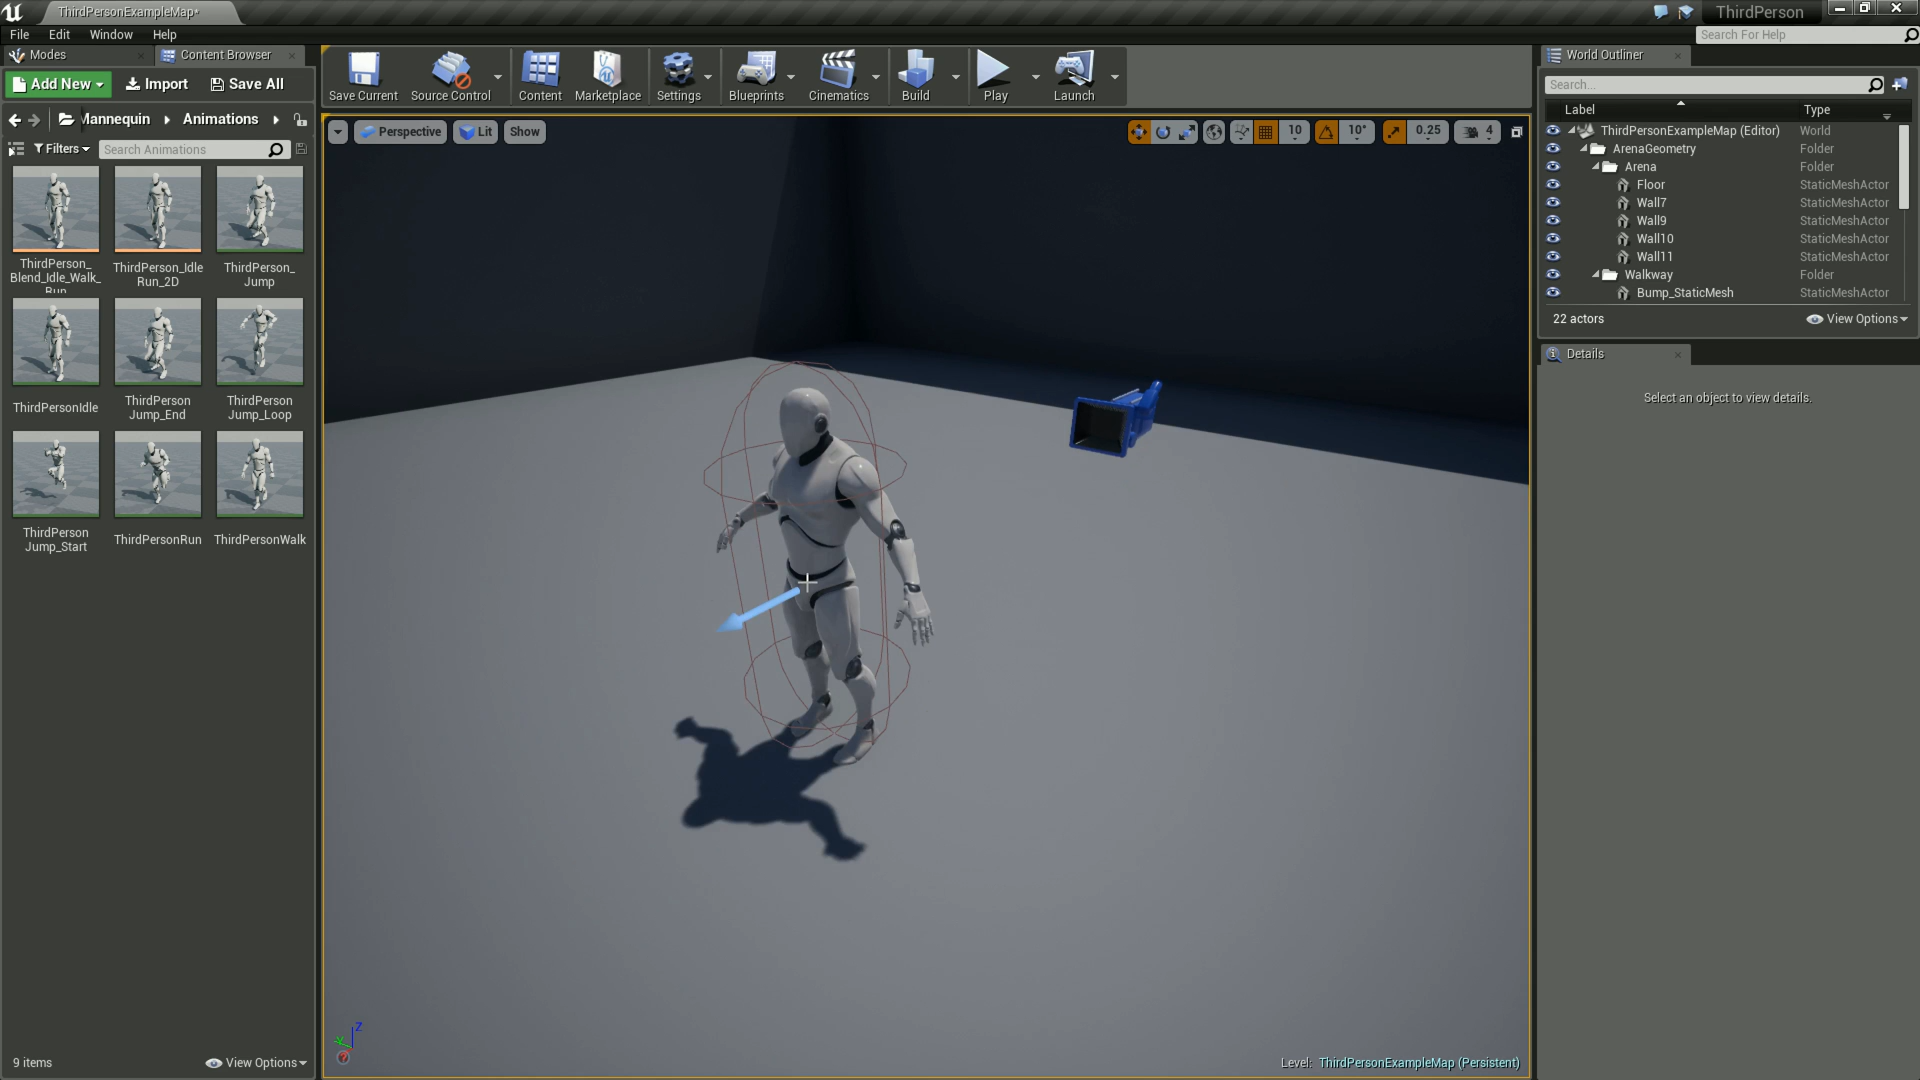 ThirdPersonExampleMap*
ThirdPerson
File Edit Window Help
Search For Help
Modes
Content Browser
World Outliner
Add New
Import
Save All
Save Current
Source Control
Content
Marketplace
Settings
Blueprints
Cinematics
Build
Play
Launch
Search...
Label
Type
Mannequin
Animations
Filters
Search Animations
Perspective
Lit
Show
10
10°
0.25
4
ThirdPersonExampleMap (Editor) World
ArenaGeometry Folder
Arena Folder
Floor StaticMeshActor
Wall7 StaticMeshActor
Wall9 StaticMeshActor
Wall10 StaticMeshActor
Wall11 StaticMeshActor
Walkway Folder
Bump_StaticMesh StaticMeshActor
22 actors
View Options
Details
Select an object to view details.
ThirdPerson_
Blend_Idle_Walk_
Run
ThirdPerson_Idle
Run_2D
ThirdPerson_
Jump
ThirdPersonIdle
ThirdPerson
Jump_End
ThirdPerson
Jump_Loop
ThirdPerson
Jump_Start
ThirdPersonRun
ThirdPersonWalk
9 items
View Options
Z
Level: ThirdPersonExampleMap (Persistent)